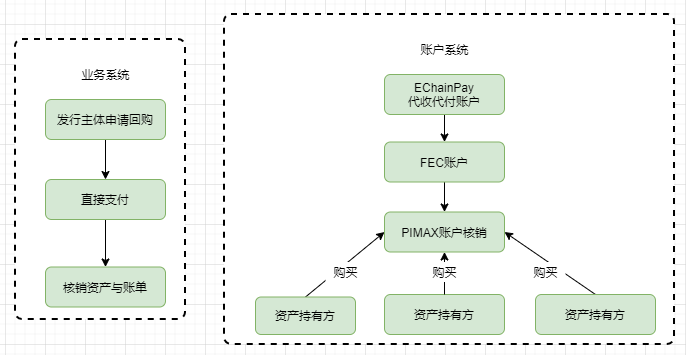 业务系统
发行主体申请回购
直接支付
核销资产与账单
账户系统
EChainPay
代收代付账户
FEC账户
PIMAX账户核销
购买
购买
购买
资产持有方
资产持有方
资产持有方